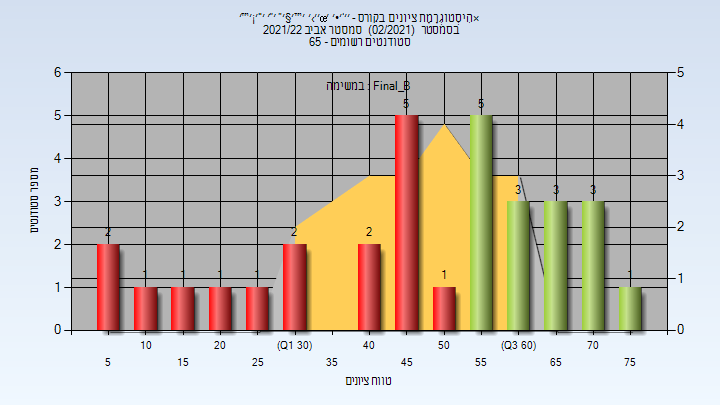 היסטוגרמת ציונים בקורס -
בסמסטר (02/2021) סמסטר אביב 2021/22
סטודנטים רשומים - 65
במשימה : Final_B
מספר סטודנטים
6 5 4 3 2 1 0
5 4 3 2 1 0
2 1 1 1 1 2 2 5 1 5 3 3 3 1
10 20 (Q1 30) 40 50 (Q3 60) 70
5 15 25 35 45 55 65 75
טווח ציונים